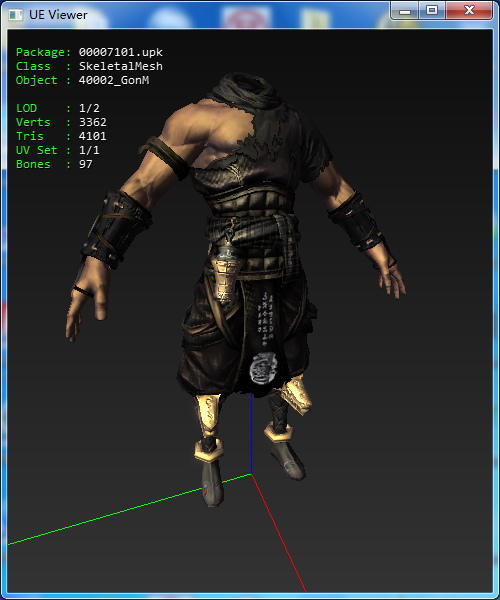 UE Viewer
Package: 00007101.upk
Class : SkeletalMesh
Object : 40002_GonM
LOD : 1/2
Verts : 3362
Tris : 4101
UV Set : 1/1
Bones : 97